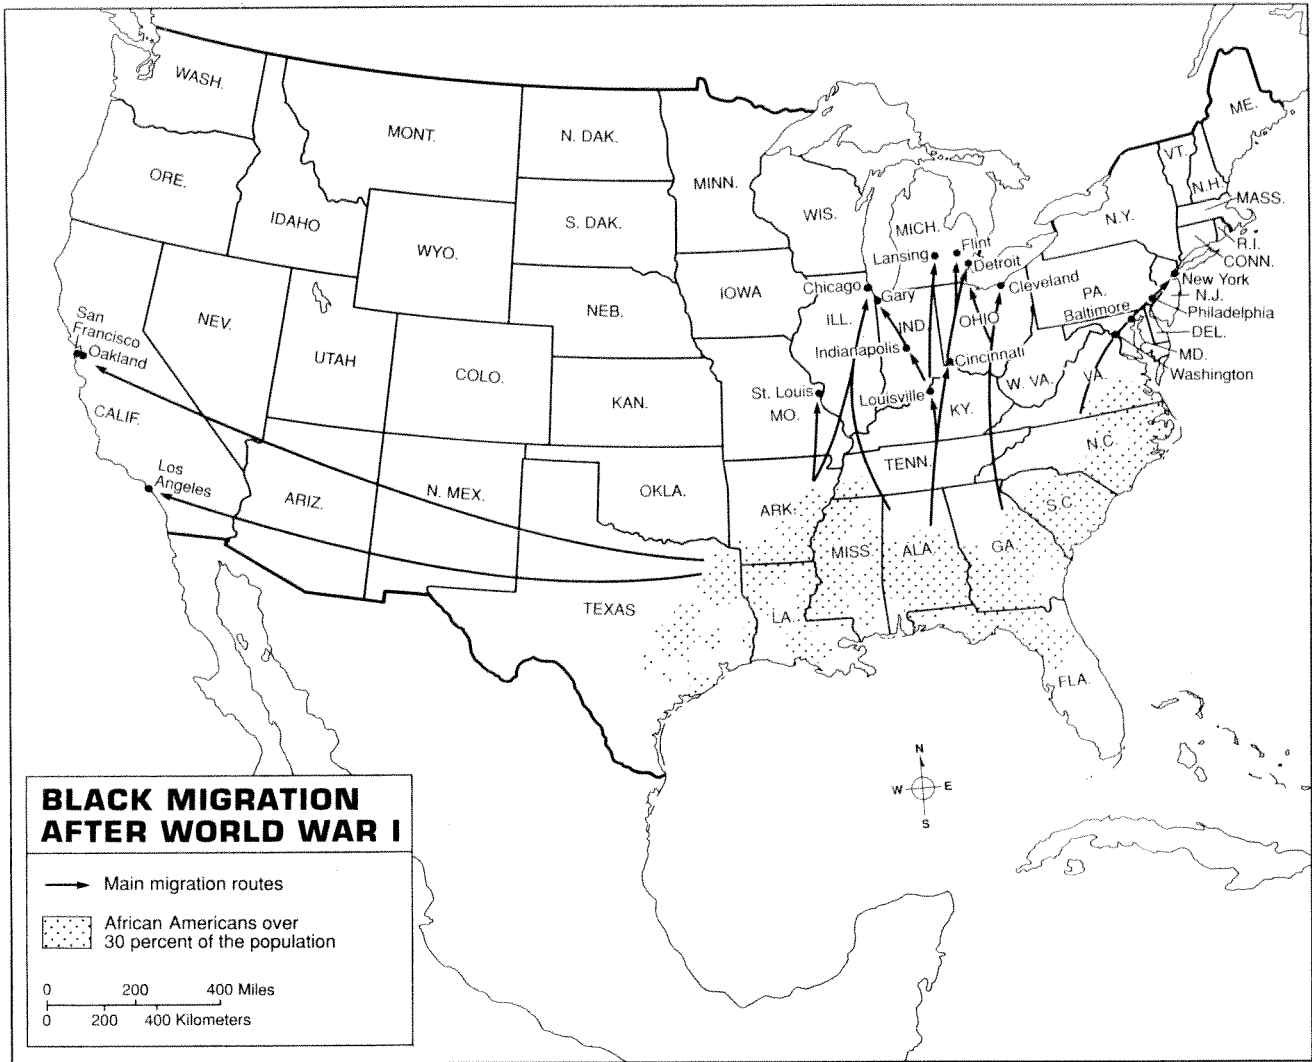 WASH.
MONT.
N. DAK.
MINN.
ME.
VT.
N.H.
MASS.
ORE.
IDAHO
S. DAK.
WIS.
MICH.
N.Y.
R.I.
CONN.
WYO.
Lansing
Flint
Detroit
New York
Chicago
Gary
Cleveland
PA.
N.J.
IOWA
NEB.
ILL.
IND.
OHIO
Baltimore
Philadelphia
DEL.
San
Francisco
Oakland
NEV.
UTAH
COLO.
Indianapolis
Cincinnati
MD.
Washington
W. VA.
VA.
KAN.
St. Louis
MO.
Louisville
KY.
CALIF.
N.C.
TENN.
Los
Angeles
ARIZ.
N. MEX.
OKLA.
ARK.
S.C.
MISS.
ALA.
GA.
TEXAS
LA.
FLA.
N
W
E
S
BLACK MIGRATION
AFTER WORLD WAR I
Main migration routes
African Americans over
30 percent of the population
0 200 400 Miles
0 200 400 Kilometers